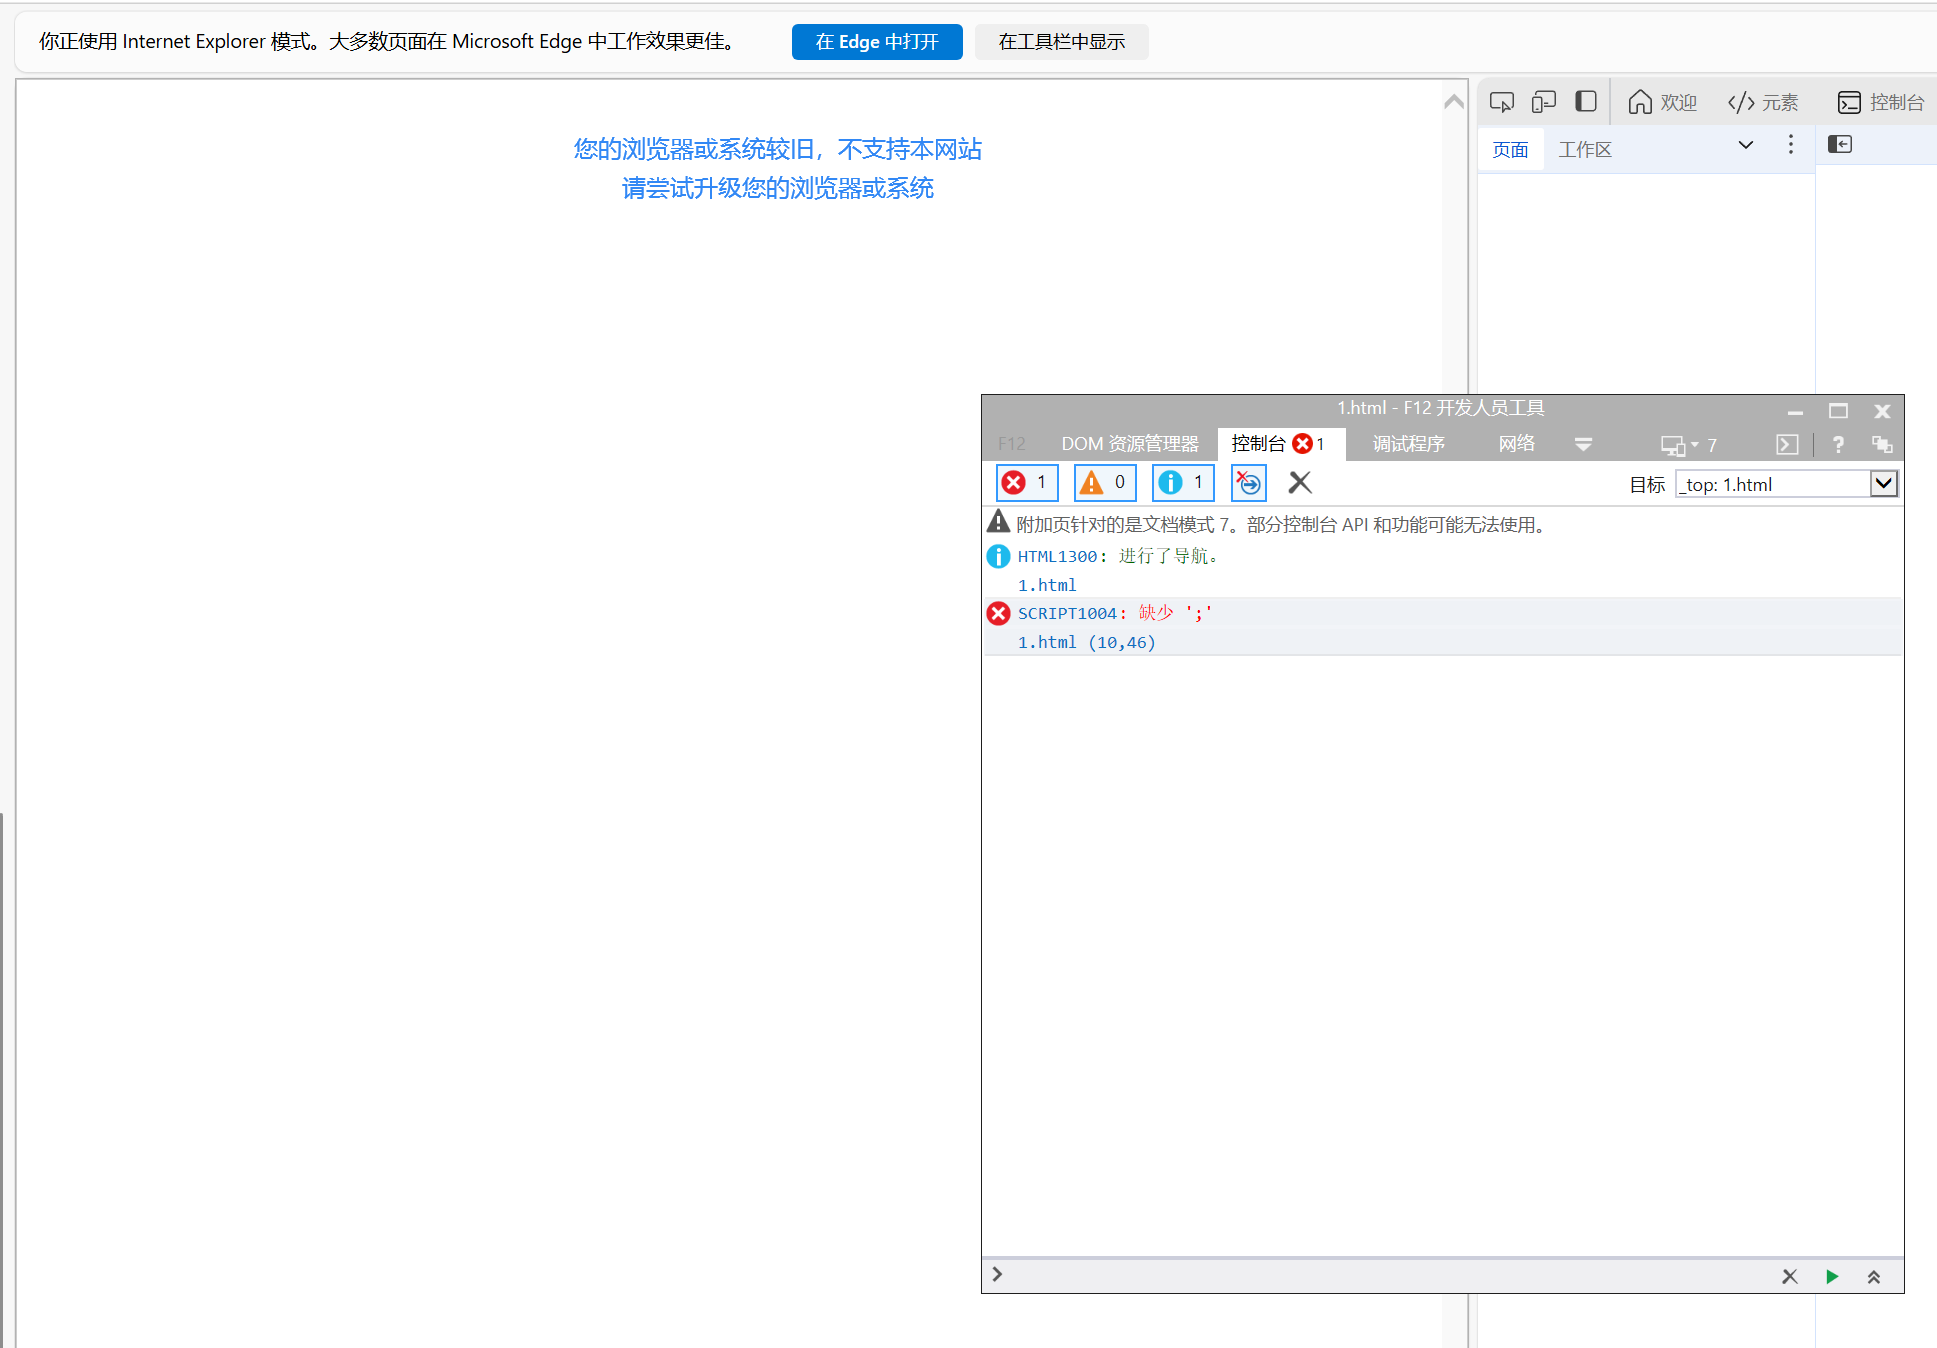 你正使用 Internet Explorer 模式。大多数页面在 Microsoft Edge 中工作效果更佳。 在 Edge 中打开 在工具栏中显示
您的浏览器或系统较旧，不支持本网站
请尝试升级您的浏览器或系统
欢迎 元素 控制台
页面 工作区
1.html - F12 开发人员工具
F12 DOM 资源管理器 控制台 1 调试程序 网络 7 ?
1 0 1 目标 _top: 1.html
附加页针对的是文档模式 7。部分控制台 API 和功能可能无法使用。
HTML1300: 进行了导航。
1.html
SCRIPT1004: 缺少 ';'
1.html (10,46)